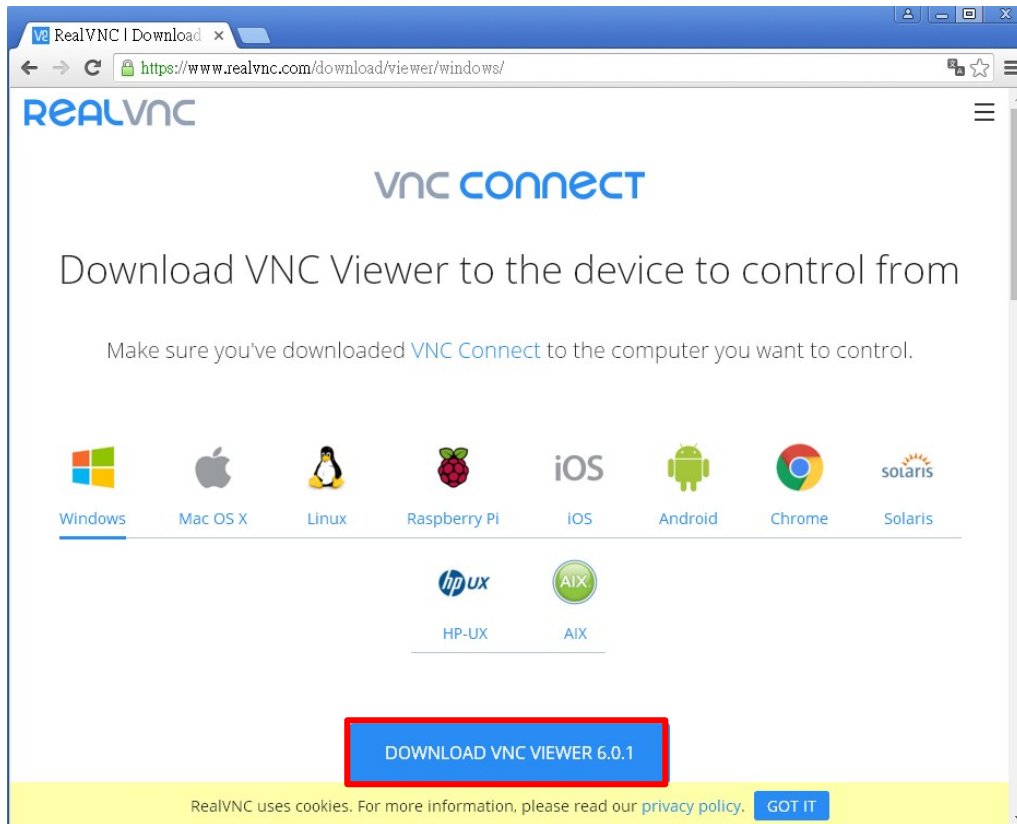 RealVNC | Download
https://www.realvnc.com/download/viewer/windows/
REALVNC
VNC CONNECT
Download VNC Viewer to the device to control from
Make sure you've downloaded VNC Connect to the computer you want to control.
iOS
solaris
Windows Mac OS X Linux Raspberry Pi iOS Android Chrome Solaris
hp UX AIX
HP-UX AIX
DOWNLOAD VNC VIEWER 6.0.1
RealVNC uses cookies. For more information, please read our privacy policy. GOT IT